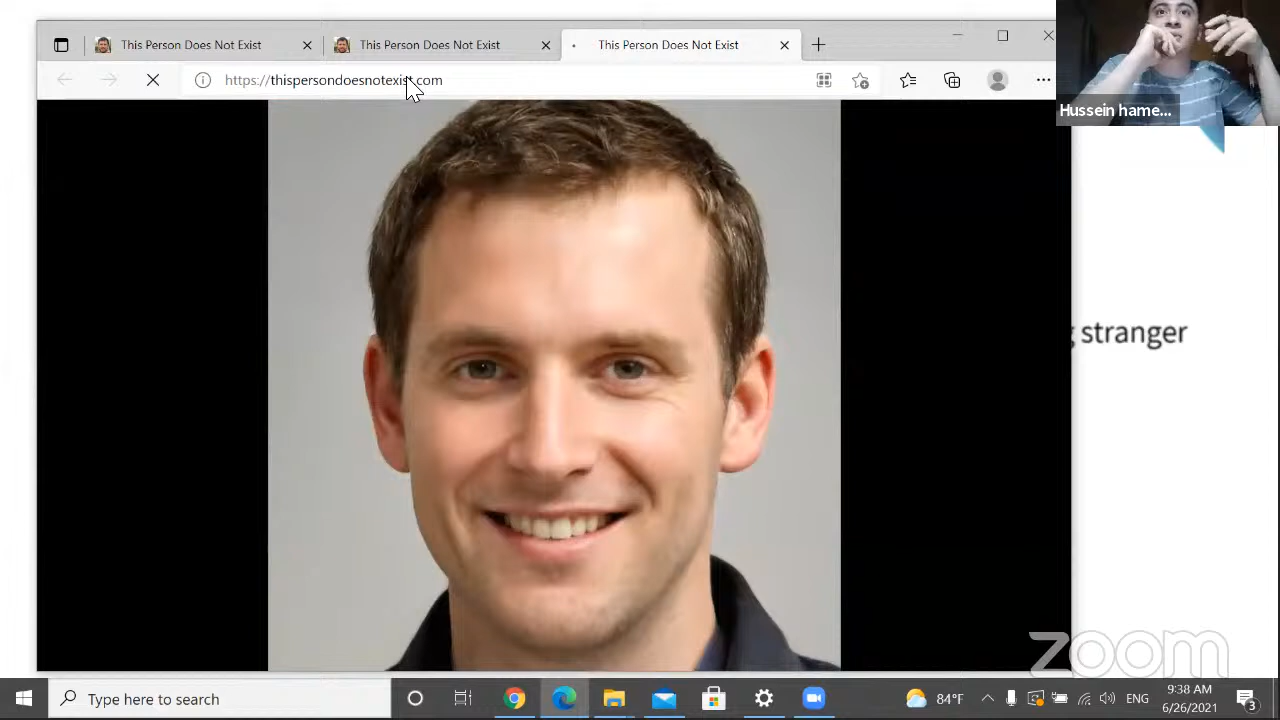 This Person Does Not Exist
This Person Does Not Exist
This Person Does Not Exist
https://thispersondoesnotexist.com
Hussein hame...
stranger
zoom
Type here to search
84°F
ENG
9:38 AM
6/26/2021
3